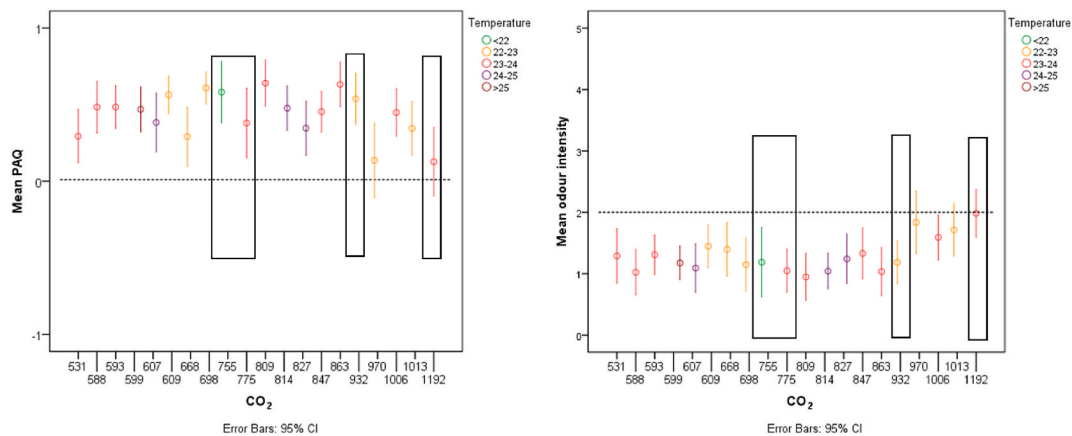 Temperature
<22
22-23
23-24
24-25
>25
1
0
-1
Mean PAQ
531 593 607 668 755 809 827 863 970 1013
588 599 609 698 775 814 847 932 1006 1192
CO2
Error Bars: 95% CI
Temperature
<22
22-23
23-24
24-25
>25
5
4
3
2
1
0
Mean odour intensity
531 593 607 668 755 809 827 863 970 1013
588 599 609 698 775 814 847 932 1006 1192
CO2
Error Bars: 95% CI